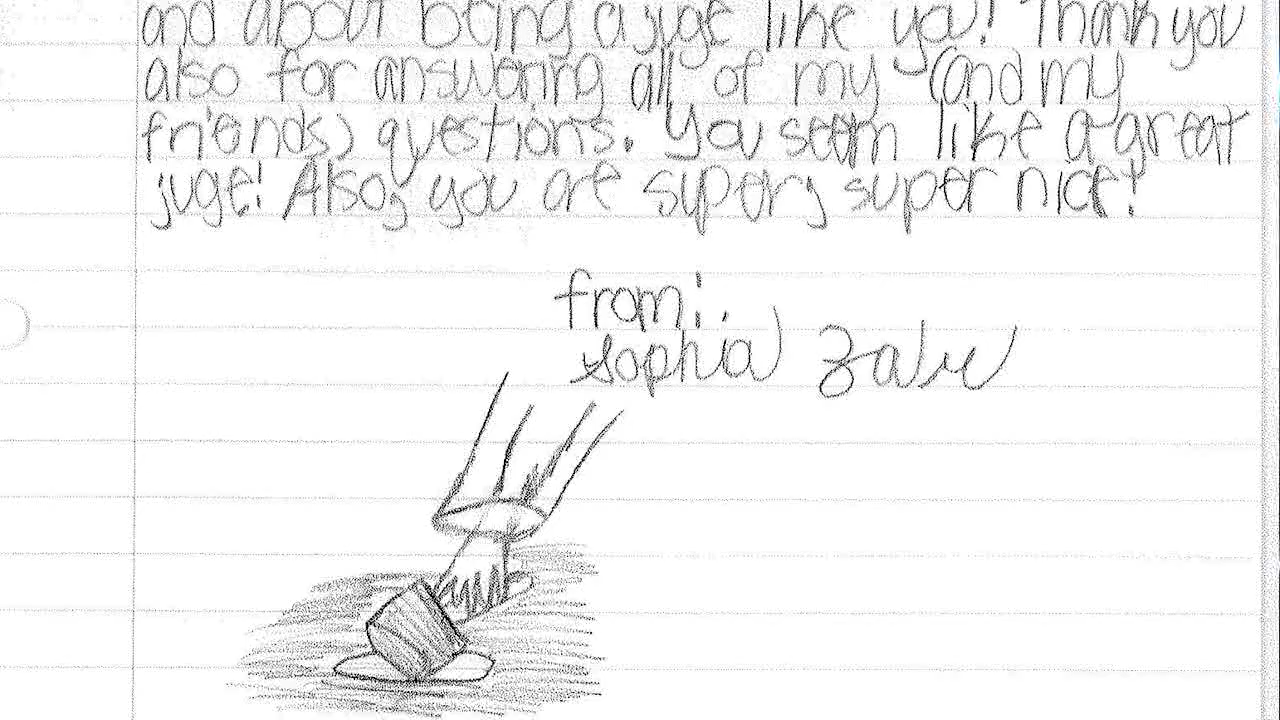 and about being a juge like you! Thank you
also for answering all of my (and my
friends) questions. You seem like a great
juge! Also, you are super, super nice!
from:
Sophia